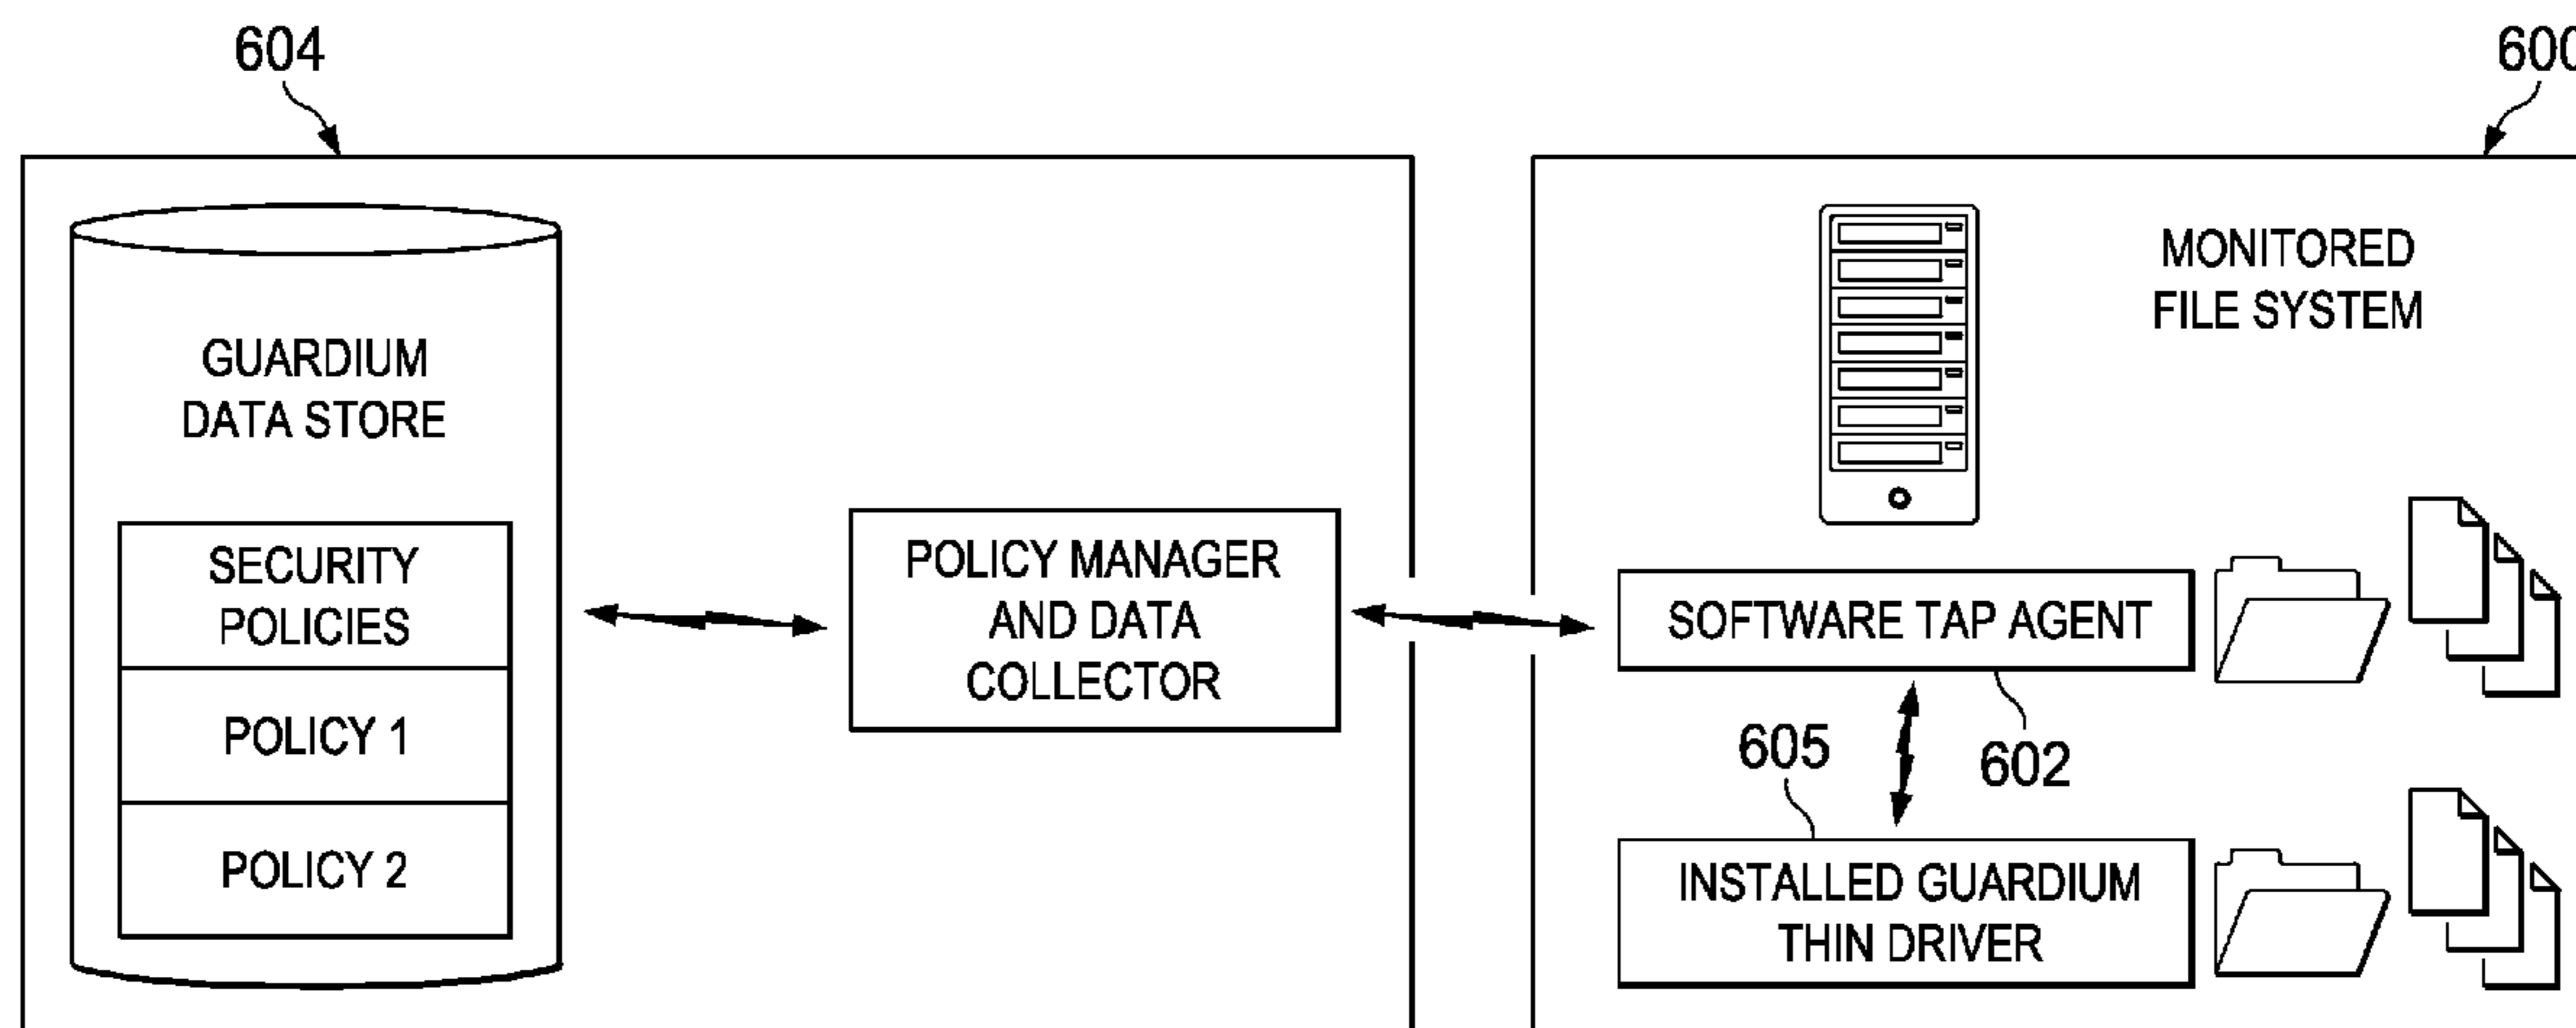 604
600
GUARDIUM
DATA STORE
SECURITY
POLICIES
POLICY 1
POLICY 2
POLICY MANAGER
AND DATA
COLLECTOR
MONITORED
FILE SYSTEM
SOFTWARE TAP AGENT
605
602
INSTALLED GUARDIUM
THIN DRIVER